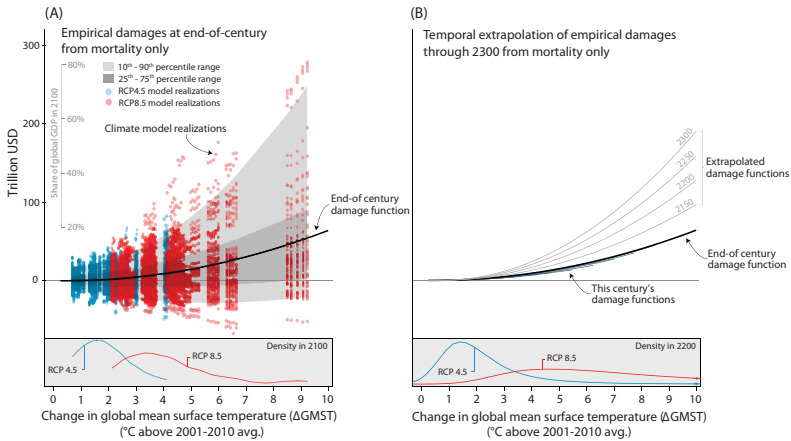 (A)
Empirical damages at end-of-century
from mortality only
300
200
100
0
Trillion USD
80%
60%
40%
20%
Share of global GDP in 2100
10th - 90th percentile range
25th - 75th percentile range
RCP4.5 model realizations
RCP8.5 model realizations
Climate model realizations
End-of century
damage function
Density in 2100
RCP 4.5
RCP 8.5
0 1 2 3 4 5 6 7 8 9 10
Change in global mean surface temperature (ΔGMST)
(°C above 2001-2010 avg.)
(B)
Temporal extrapolation of empirical damages
through 2300 from mortality only
2300
2250
2200
2150
Extrapolated
damage functions
End-of century
damage function
This century's
damage functions
Density in 2200
RCP 4.5
RCP 8.5
0 1 2 3 4 5 6 7 8 9 10
Change in global mean surface temperature (ΔGMST)
(°C above 2001-2010 avg.)